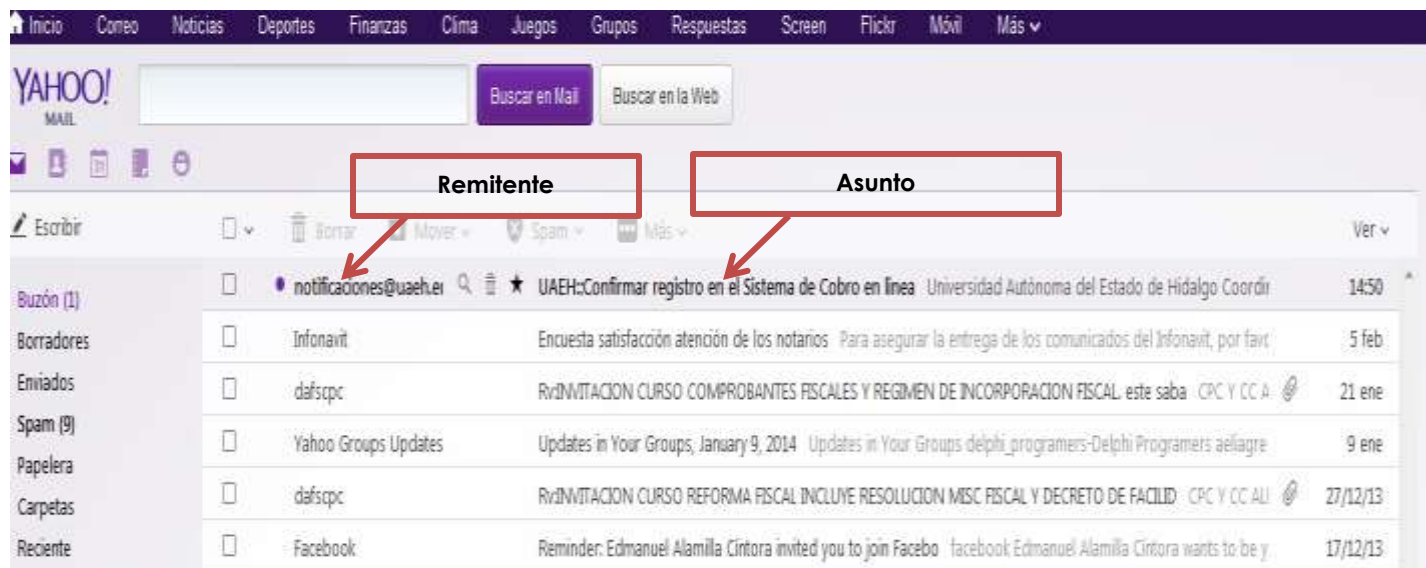 Inicio Correo Noticias Deportes Finanzas Clima Juegos Grupos Respuestas Screen Flickr Móvil Más
YAHOO!
MAIL
Buscar en Mail Buscar en la Web
Remitente Asunto
Escribir Borrar Mover Spam Más Ver
Buzón (1)
Borradores
Enviados
Spam (9)
Papelera
Carpetas
Reciente
notificaciones@uaeh.e UAEH::Confirmar registro en el Sistema de Cobro en linea Universidad Autónoma del Estado de Hidalgo Coordin 14:50
Infonavit Encuesta satisfacción atención de los notarios Para asegurar la entrega de los comunicados del Infonavit, por favc 5 feb
dafscpc Rv:INVITACION CURSO COMPROBANTES FISCALES Y REGIMEN DE INCORPORACION FISCAL. este saba CPC Y CC A 21 ene
Yahoo Groups Updates Updates in Your Groups, January 9, 2014 Updates in Your Groups delphi_programers-Delphi Programers aeliagre 9 ene
dafscpc Rv:INVITACION CURSO REFORMA FISCAL INCLUYE RESOLUCION MISC FISCAL Y DECRETO DE FACILID CPC Y CC ALI 27/12/13
Facebook Reminder: Edmanuel Alamilla Cintora invited you to join Facebo facebook Edmanuel Alamilla Cintora wants to be y 17/12/13